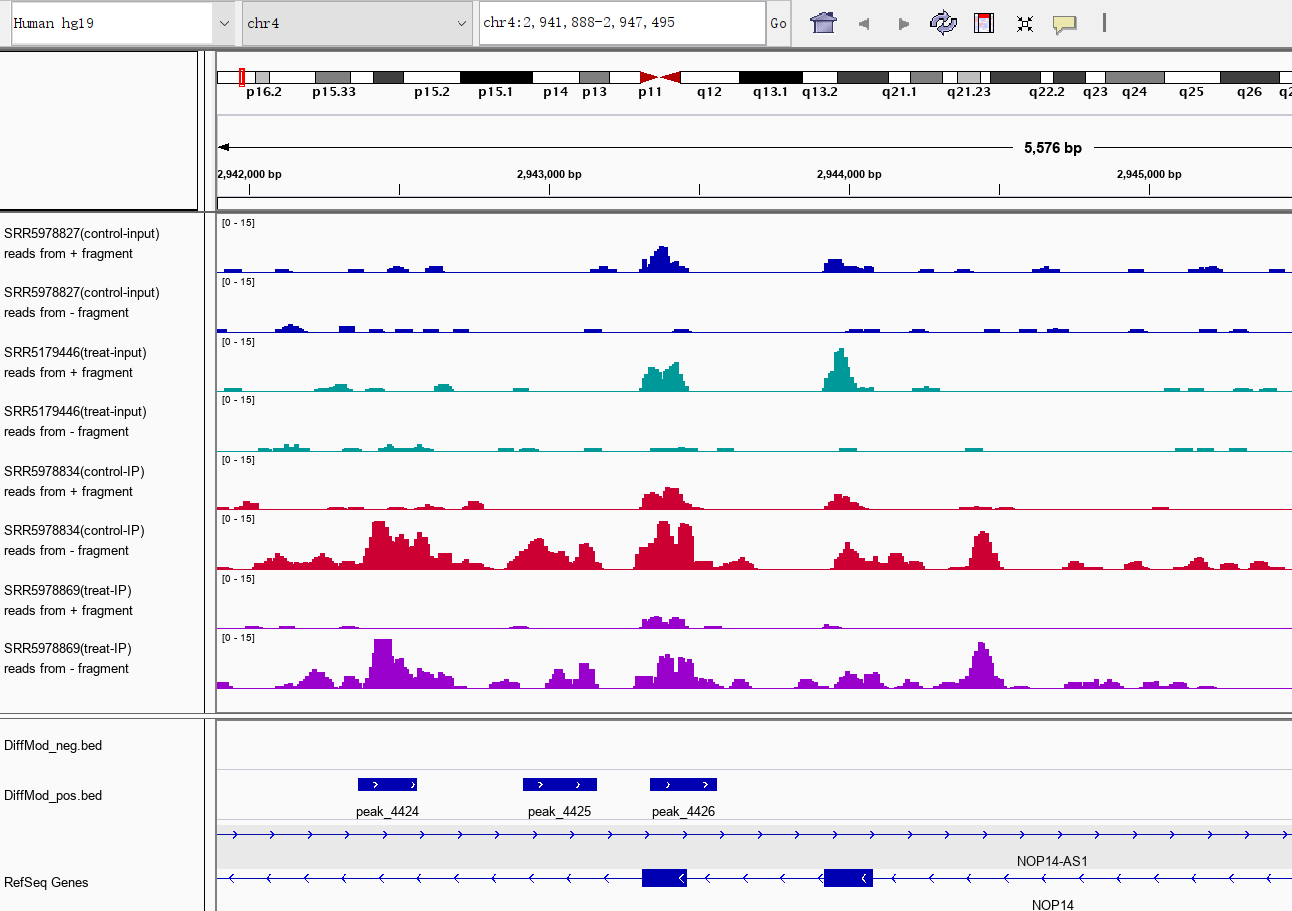 Human hg19 chr4 chr4:2,941,888-2,947,495 Go
p16.2 p15.33 p15.2 p15.1 p14 p13 p11 q12 q13.1 q13.2 q21.1 q21.23 q22.2 q23 q24 q25 q26
5,576 bp
2,942,000 bp 2,943,000 bp 2,944,000 bp 2,945,000 bp
[0 - 15]
SRR5978827(control-input)
reads from + fragment
[0 - 15]
SRR5978827(control-input)
reads from - fragment
[0 - 15]
SRR5179446(treat-input)
reads from + fragment
[0 - 15]
SRR5179446(treat-input)
reads from - fragment
[0 - 15]
SRR5978834(control-IP)
reads from + fragment
[0 - 15]
SRR5978834(control-IP)
reads from - fragment
[0 - 15]
SRR5978869(treat-IP)
reads from + fragment
[0 - 15]
SRR5978869(treat-IP)
reads from - fragment
DiffMod_neg.bed
DiffMod_pos.bed
peak_4424 peak_4425 peak_4426
NOP14-AS1
RefSeq Genes
NOP14